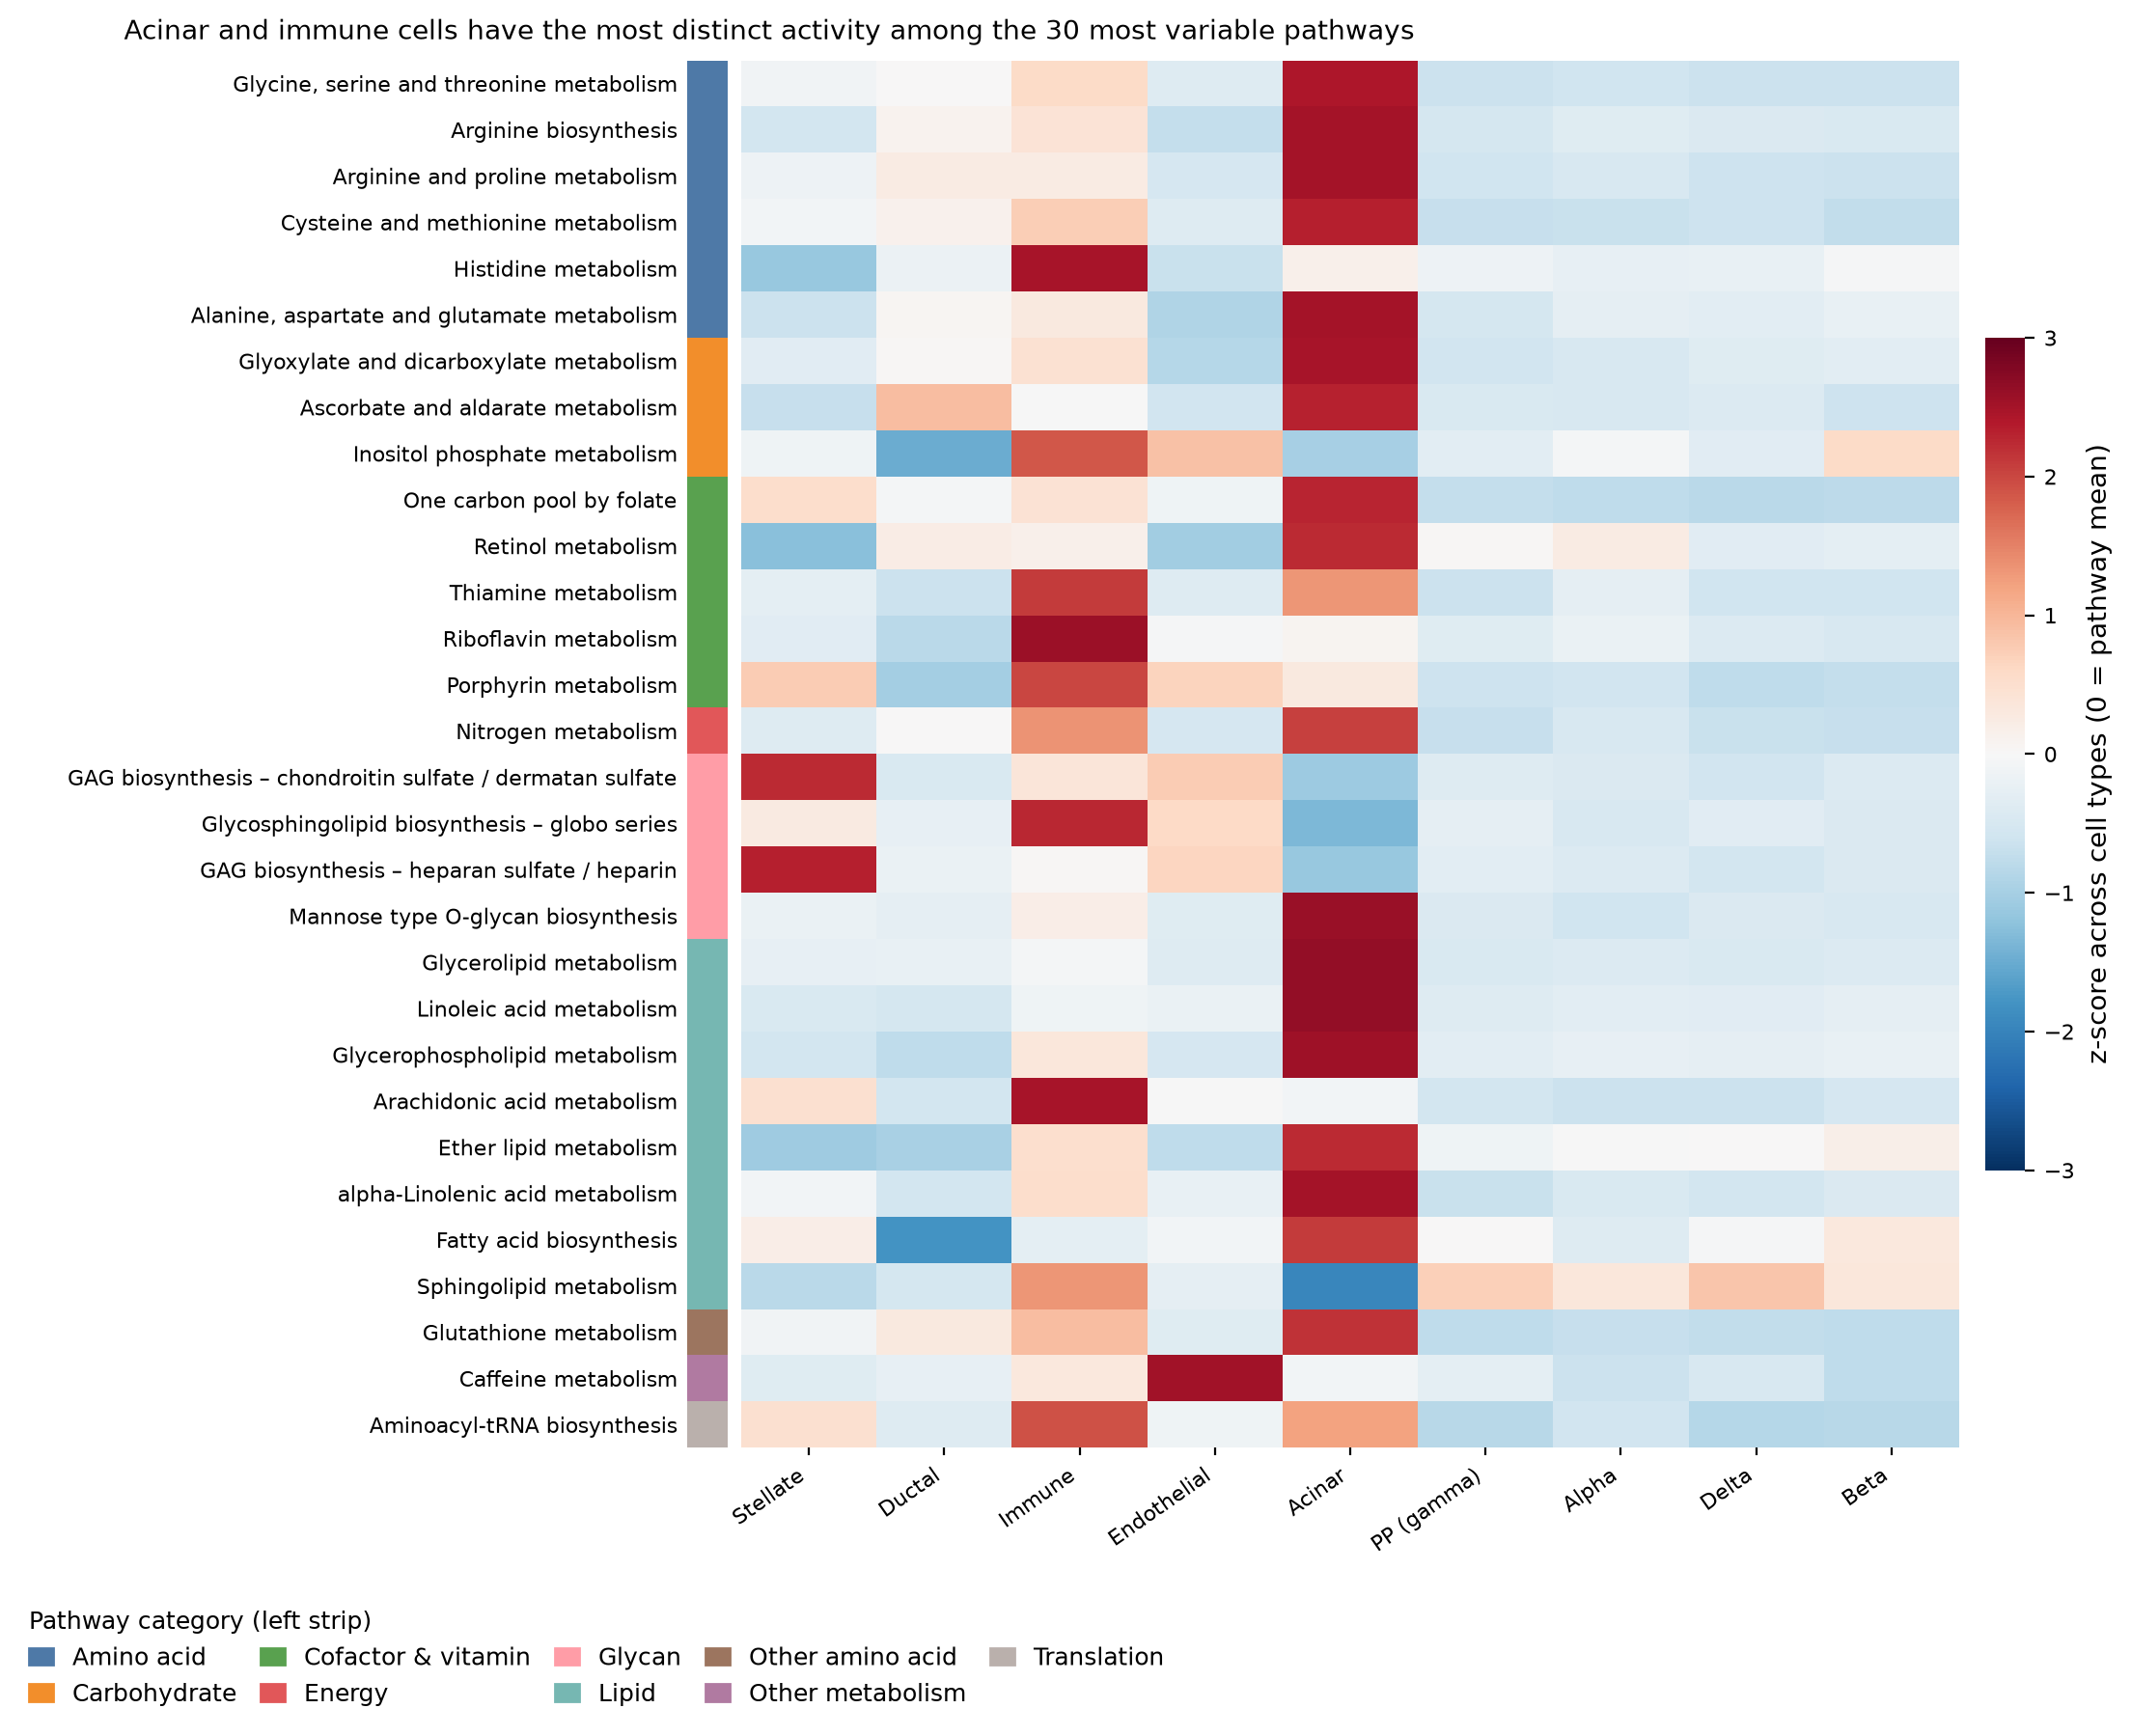 Acinar and immune cells have the most distinct activity among the 30 most variable pathways
Glycine, serine and threonine metabolism
Arginine biosynthesis
Arginine and proline metabolism
Cysteine and methionine metabolism
Histidine metabolism
Alanine, aspartate and glutamate metabolism
Glyoxylate and dicarboxylate metabolism
Ascorbate and aldarate metabolism
Inositol phosphate metabolism
One carbon pool by folate
Retinol metabolism
Thiamine metabolism
Riboflavin metabolism
Porphyrin metabolism
Nitrogen metabolism
GAG biosynthesis – chondroitin sulfate / dermatan sulfate
Glycosphingolipid biosynthesis – globo series
GAG biosynthesis – heparan sulfate / heparin
Mannose type O-glycan biosynthesis
Glycerolipid metabolism
Linoleic acid metabolism
Glycerophospholipid metabolism
Arachidonic acid metabolism
Ether lipid metabolism
alpha-Linolenic acid metabolism
Fatty acid biosynthesis
Sphingolipid metabolism
Glutathione metabolism
Caffeine metabolism
Aminoacyl-tRNA biosynthesis
Stellate
Ductal
Immune
Endothelial
Acinar
PP (gamma)
Alpha
Delta
Beta
3
2
1
0
−1
−2
−3
z-score across cell types (0 = pathway mean)
Pathway category (left strip)
Amino acid
Carbohydrate
Cofactor & vitamin
Energy
Glycan
Lipid
Other amino acid
Other metabolism
Translation